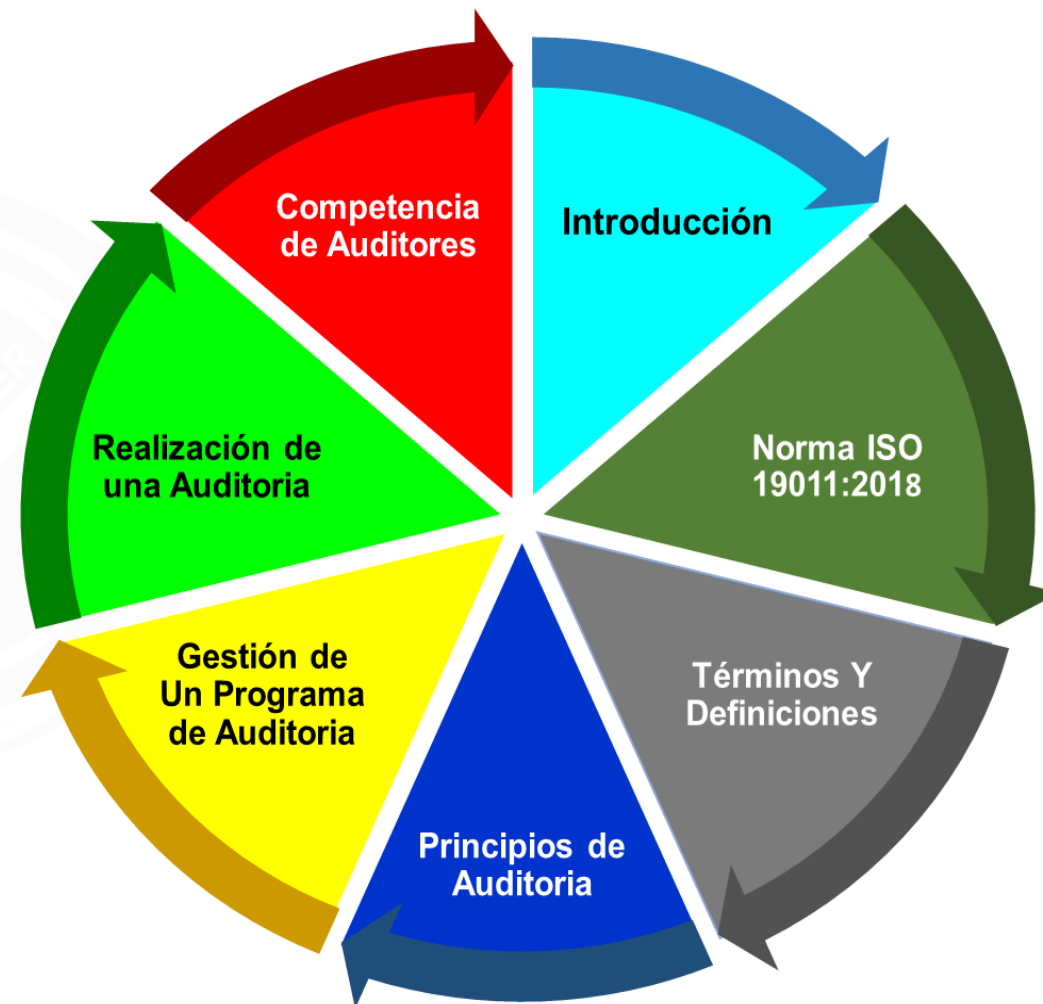 Introducción
Norma ISO
19011:2018
Términos Y
Definiciones
Principios de
Auditoria
Gestión de
Un Programa
de Auditoria
Realización de
una Auditoria
Competencia
de Auditores